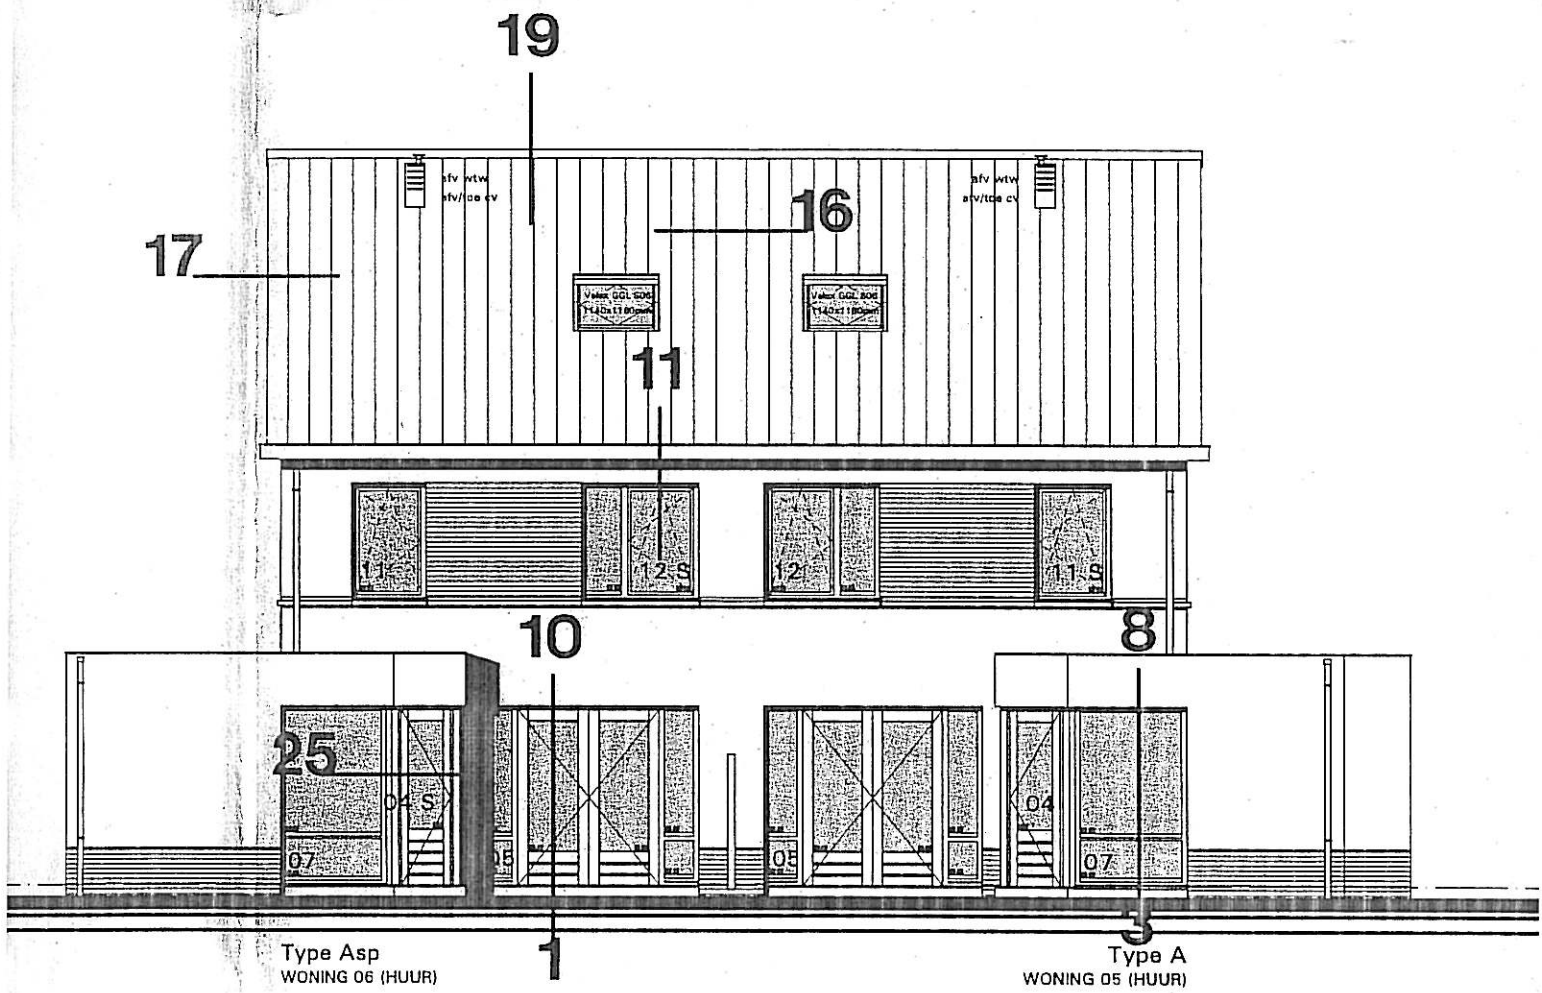 19
afv wtw
afv/toe cv
afv wtw
afv/toe cv
16
17
Velux GGL S06
1140x1180mm
Velux GGL S06
1140x1180mm
11
11
12 S
12
11 S
10
8
25
04 S
04
07
05
05
07
1
3
Type Asp
WONING 06 (HUUR)
Type A
WONING 05 (HUUR)